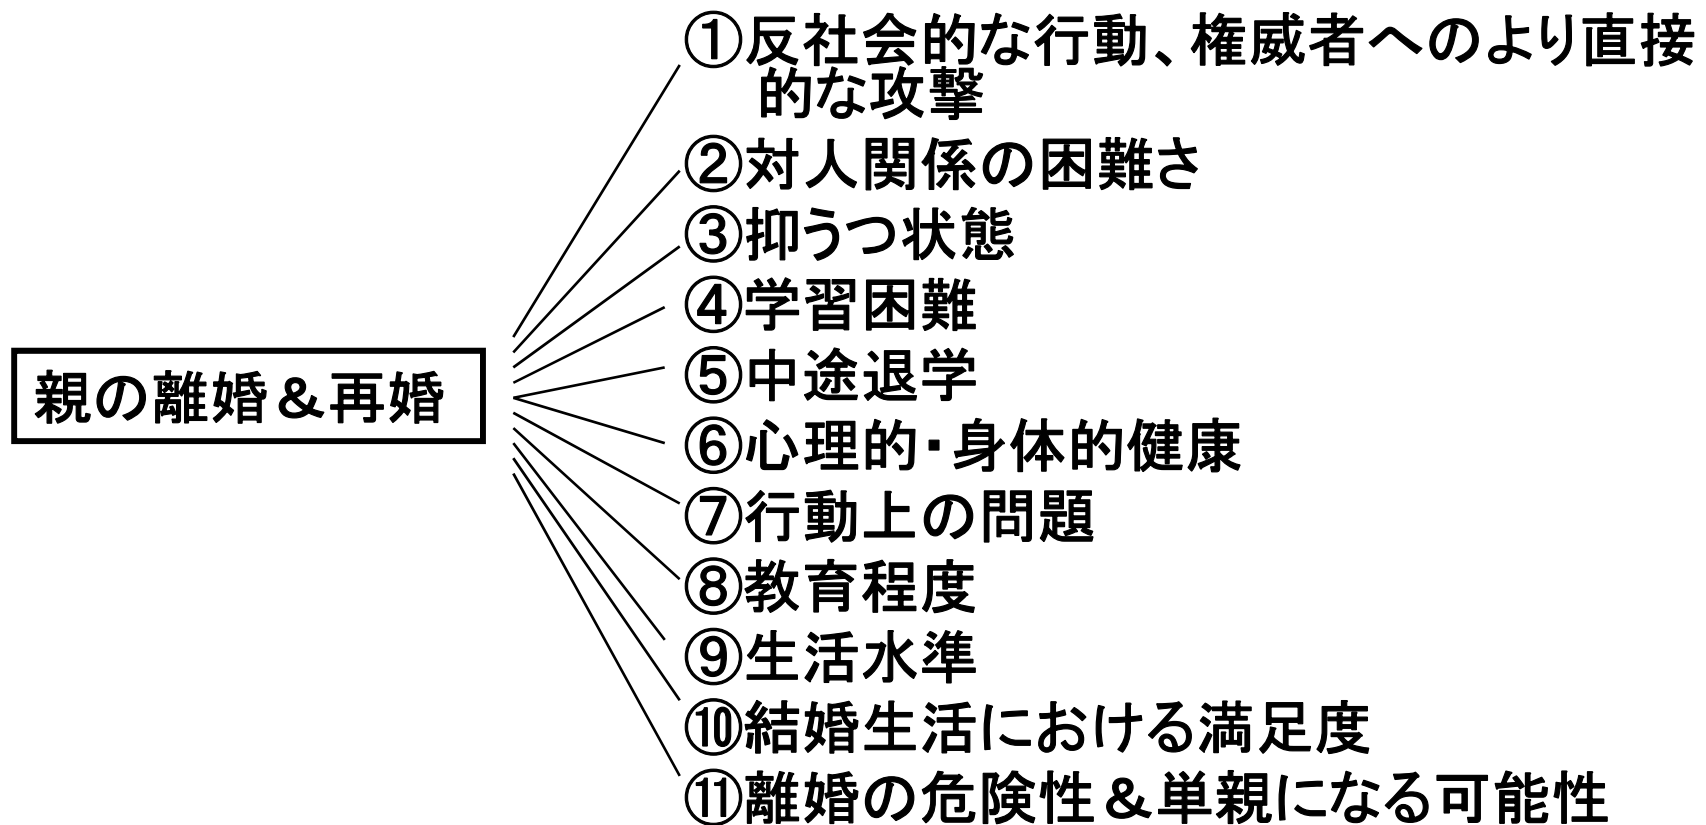 ①反社会的な行動、権威者へのより直接
的な攻撃
②対人関係の困難さ
③抑うつ状態
④学習困難
⑤中途退学
親の離婚＆再婚
⑥心理的・身体的健康
⑦行動上の問題
⑧教育程度
⑨生活水準
⑩結婚生活における満足度
⑪離婚の危険性＆単親になる可能性